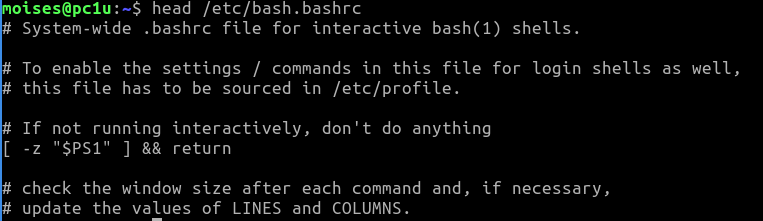 moises@pc1u:~$ head /etc/bash.bashrc
# System-wide .bashrc file for interactive bash(1) shells.
# To enable the settings / commands in this file for login shells as well,
# this file has to be sourced in /etc/profile.
# If not running interactively, don't do anything
[ -z "$PS1" ] && return
# check the window size after each command and, if necessary,
# update the values of LINES and COLUMNS.